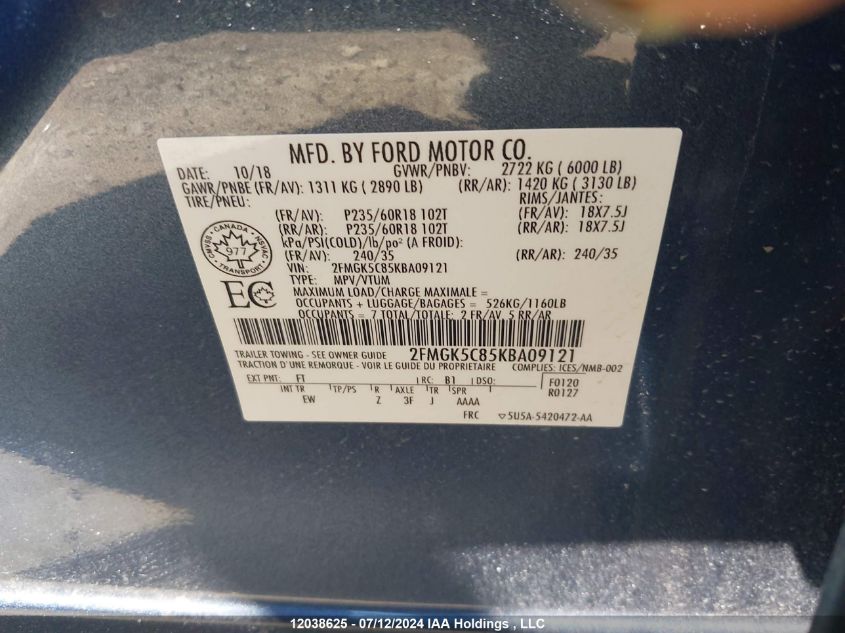 MFD. BY FORD MOTOR CO.
DATE: 10/18 GVWR/PNBV: 2722 KG ( 6000 LB)
GAWR/PNBE (FR/AV): 1311 KG ( 2890 LB) (RR/AR): 1420 KG ( 3130 LB)
TIRE/PNEU: RIMS/JANTES:
(FR/AV): P235/60R18 102T (FR/AV): 18X7.5J
(RR/AR): P235/60R18 102T (RR/AR): 18X7.5J
kPa/PSI(COLD)/lb/po² (A FROID):
(FR/AV): 240/35 (RR/AR): 240/35
VIN: 2FMGK5C85KBA09121
TYPE: MPV/VTUM
CANADA
CMVSS NSVAC
977
TRANSPORT
EC
MAXIMUM LOAD/CHARGE MAXIMALE =
OCCUPANTS + LUGGAGE/BAGAGES = 526KG/1160LB
OCCUPANTS = 7 TOTAL/TOTALE: 2 FR/AV 5 RR/AR
TRAILER TOWING - SEE OWNER GUIDE 2FMGK5C85KBA09121
TRACTION D'UNE REMORQUE - VOIR LE GUIDE DU PROPRIETAIRE COMPLIES: ICES/NMB-002
EXT PNT: FT RC: B1 DSO: F0120
INT TR TP/PS R AXLE TR SPR R0127
EW Z 3F J AAAA
FRC ▽5U5A-5420472-AA
12038625 - 07/12/2024 IAA Holdings , LLC